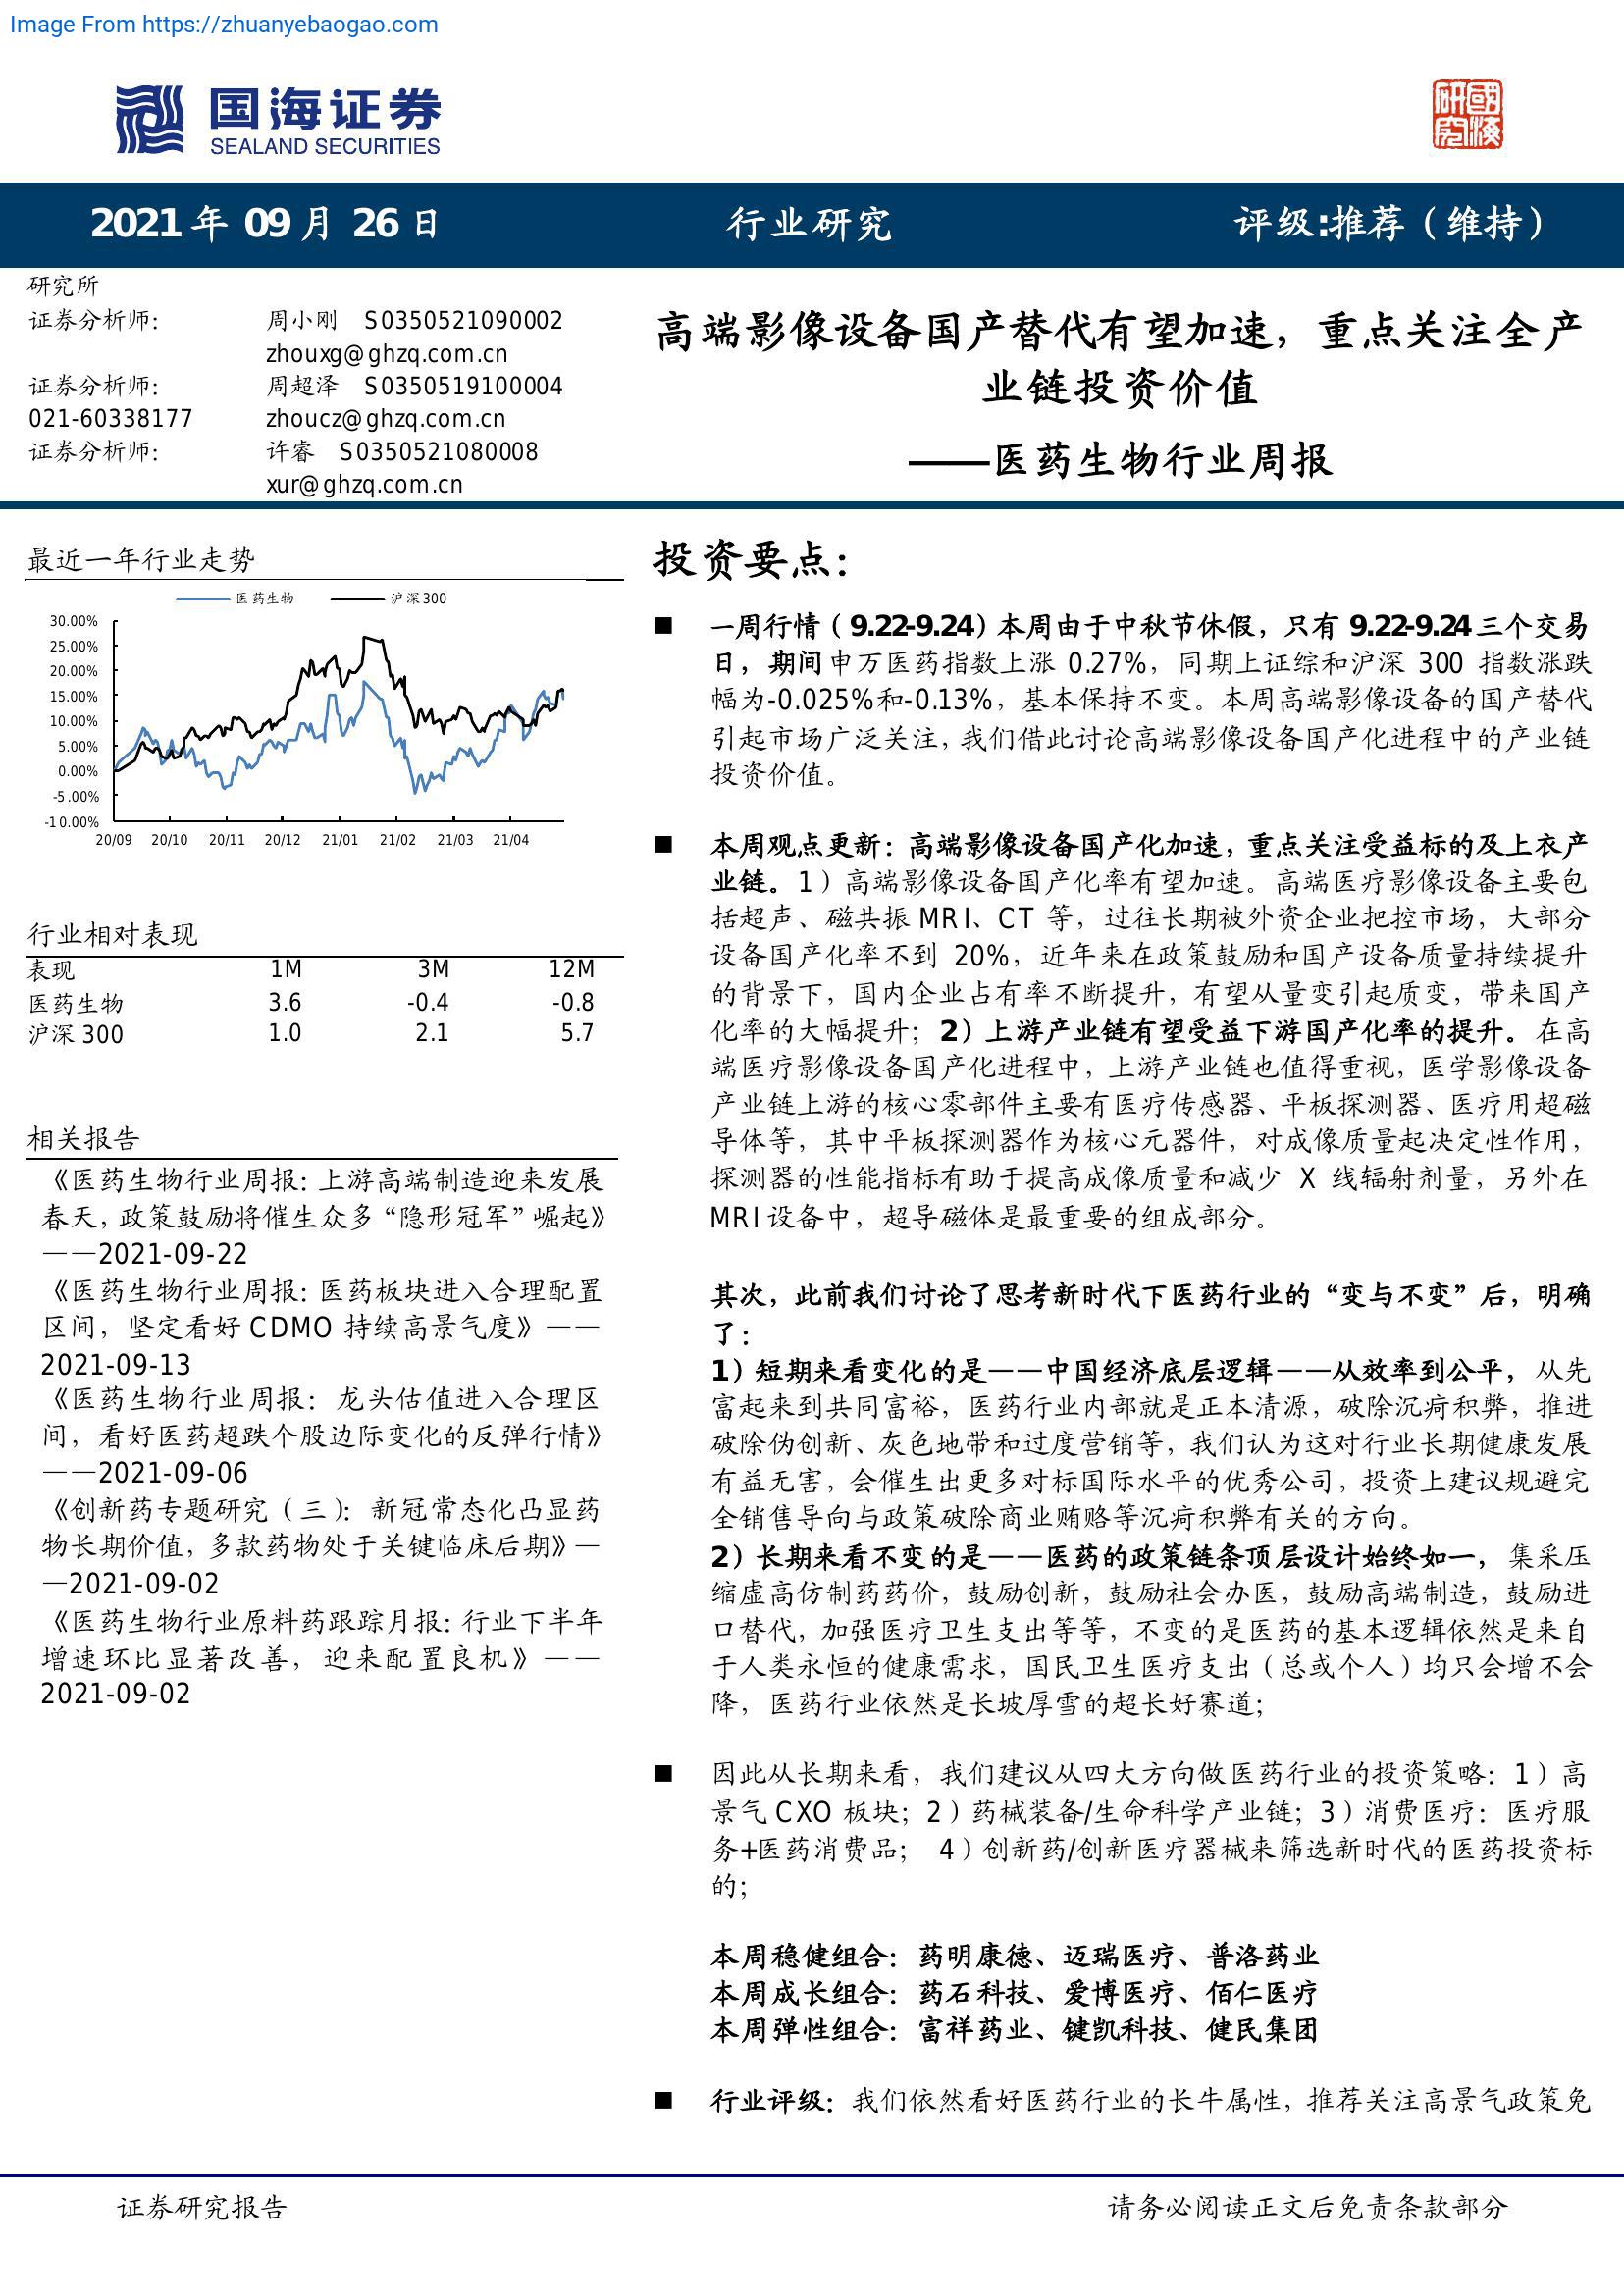 Image From https://zhuanyebaogao.com
国海证券
SEALAND SECURITIES
研究
國海
2021 年 09 月 26 日
行业研究
评级:推荐（维持）
研究所
证券分析师：
周小刚 S0350521090002
zhouxg@ghzq.com.cn
证券分析师：
周超泽 S0350519100004
021-60338177
zhoucz@ghzq.com.cn
证券分析师：
许睿 S0350521080008
xur@ghzq.com.cn
高端影像设备国产替代有望加速，重点关注全产
业链投资价值
——医药生物行业周报
最近一年行业走势
医药生物
沪深300
30.00%
25.00%
20.00%
15.00%
10.00%
5.00%
0.00%
-5.00%
-10.00%
20/09 20/10 20/11 20/12 21/01 21/02 21/03 21/04
行业相对表现
表现 1M 3M 12M
医药生物 3.6 -0.4 -0.8
沪深 300 1.0 2.1 5.7
相关报告
《医药生物行业周报：上游高端制造迎来发展
春天，政策鼓励将催生众多“隐形冠军”崛起》
——2021-09-22
《医药生物行业周报：医药板块进入合理配置
区间，坚定看好 CDMO 持续高景气度》——
2021-09-13
《医药生物行业周报：龙头估值进入合理区
间，看好医药超跌个股边际变化的反弹行情》
——2021-09-06
《创新药专题研究（三）：新冠常态化凸显药
物长期价值，多款药物处于关键临床后期》—
—2021-09-02
《医药生物行业原料药跟踪月报：行业下半年
增速环比显著改善，迎来配置良机》——
2021-09-02
投资要点：
■ 一周行情（9.22-9.24）本周由于中秋节休假，只有 9.22-9.24 三个交易
日，期间申万医药指数上涨 0.27%，同期上证综和沪深 300 指数涨跌
幅为-0.025%和-0.13%，基本保持不变。本周高端影像设备的国产替代
引起市场广泛关注，我们借此讨论高端影像设备国产化进程中的产业链
投资价值。
■ 本周观点更新：高端影像设备国产化加速，重点关注受益标的及上衣产
业链。1）高端影像设备国产化率有望加速。高端医疗影像设备主要包
括超声、磁共振 MRI、CT 等，过往长期被外资企业把控市场，大部分
设备国产化率不到 20%，近年来在政策鼓励和国产设备质量持续提升
的背景下，国内企业占有率不断提升，有望从量变引起质变，带来国产
化率的大幅提升；2）上游产业链有望受益下游国产化率的提升。在高
端医疗影像设备国产化进程中，上游产业链也值得重视，医学影像设备
产业链上游的核心零部件主要有医疗传感器、平板探测器、医疗用超磁
导体等，其中平板探测器作为核心元器件，对成像质量起决定性作用，
探测器的性能指标有助于提高成像质量和减少 X 线辐射剂量，另外在
MRI 设备中，超导磁体是最重要的组成部分。
其次，此前我们讨论了思考新时代下医药行业的“变与不变”后，明确
了：
1）短期来看变化的是——中国经济底层逻辑——从效率到公平，从先
富起来到共同富裕，医药行业内部就是正本清源，破除沉疴积弊，推进
破除伪创新、灰色地带和过度营销等，我们认为这对行业长期健康发展
有益无害，会催生出更多对标国际水平的优秀公司，投资上建议规避完
全销售导向与政策破除商业贿赂等沉疴积弊有关的方向。
2）长期来看不变的是——医药的政策链条顶层设计始终如一，集采压
缩虚高仿制药药价，鼓励创新，鼓励社会办医，鼓励高端制造，鼓励进
口替代，加强医疗卫生支出等等，不变的是医药的基本逻辑依然是来自
于人类永恒的健康需求，国民卫生医疗支出（总或个人）均只会增不会
降，医药行业依然是长坡厚雪的超长好赛道；
■ 因此从长期来看，我们建议从四大方向做医药行业的投资策略：1）高
景气 CXO 板块；2）药械装备/生命科学产业链；3）消费医疗：医疗服
务+医药消费品； 4）创新药/创新医疗器械来筛选新时代的医药投资标
的；
本周稳健组合：药明康德、迈瑞医疗、普洛药业
本周成长组合：药石科技、爱博医疗、佰仁医疗
本周弹性组合：富祥药业、键凯科技、健民集团
■ 行业评级：我们依然看好医药行业的长牛属性，推荐关注高景气政策免
证券研究报告
请务必阅读正文后免责条款部分